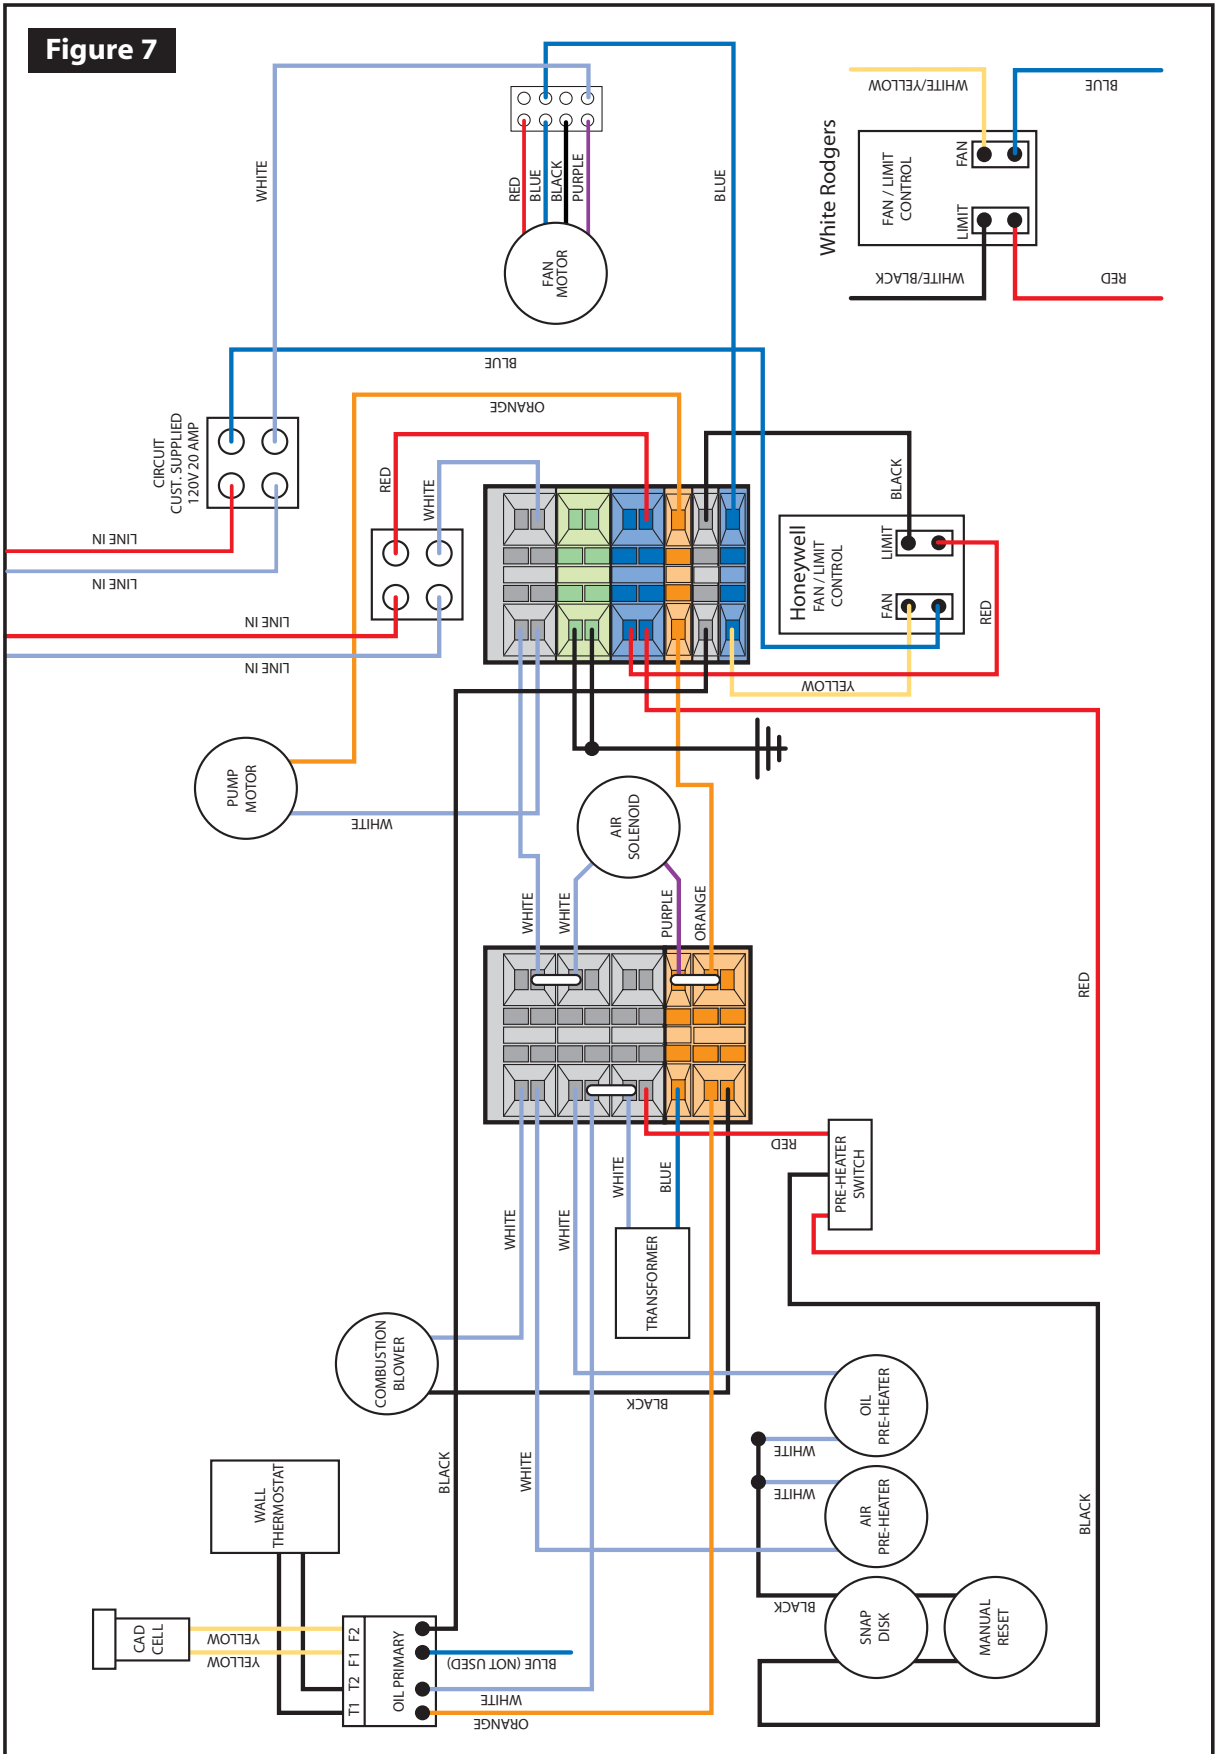 Figure 7
WHITE
RED
BLUE
BLACK
PURPLE
FAN
MOTOR
BLUE
White Rodgers
WHITE/YELLOW
BLUE
FAN / LIMIT
CONTROL
FAN
LIMIT
WHITE/BLACK
RED
BLUE
ORANGE
CIRCUIT
CUST. SUPPLIED
120V 20 AMP
LINE IN
LINE IN
RED
WHITE
LINE IN
LINE IN
BLACK
Honeywell
FAN / LIMIT
CONTROL
LIMIT
FAN
RED
YELLOW
PUMP
MOTOR
WHITE
AIR
SOLENOID
WHITE
WHITE
PURPLE
ORANGE
RED
RED
PRE-HEATER
SWITCH
WHITE
WHITE
WHITE
BLUE
TRANSFORMER
COMBUSTION
BLOWER
BLACK
OIL
PRE-HEATER
WHITE
WHITE
AIR
PRE-HEATER
BLACK
WHITE
BLACK
WALL
THERMOSTAT
CAD
CELL
YELLOW
YELLOW
T1
T2
F1
F2
OIL PRIMARY
BLUE (NOT USED)
WHITE
ORANGE
BLACK
SNAP
DISK
MANUAL
RESET